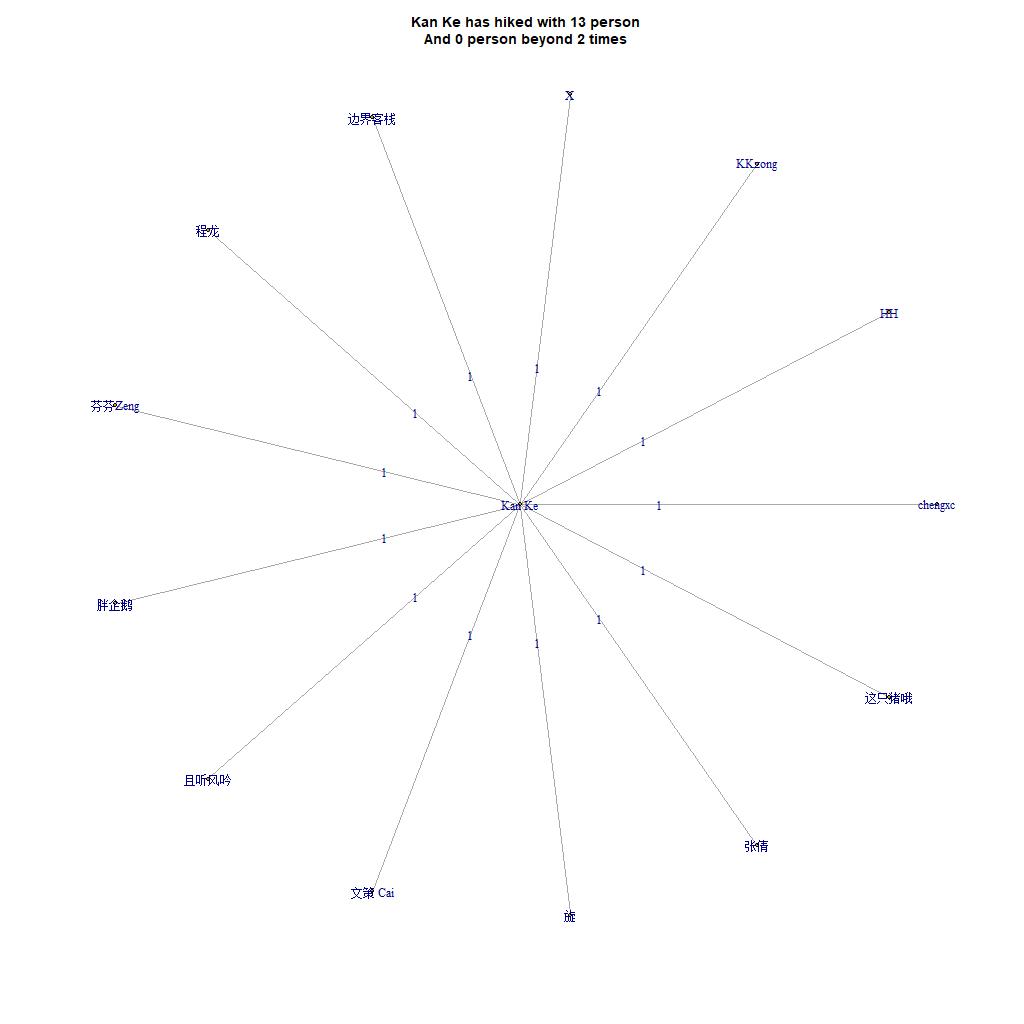 Kan Ke has hiked with 13 person
And 0 person beyond 2 times
X
边界客栈
KKzong
程龙
HH
1
1
1
1
1
芬芬Zeng
1
Kan Ke
1
chengxc
1
1
1
1
1
1
胖企鹅
这只猪哦
且听风吟
张倩
文策 Cai
旋